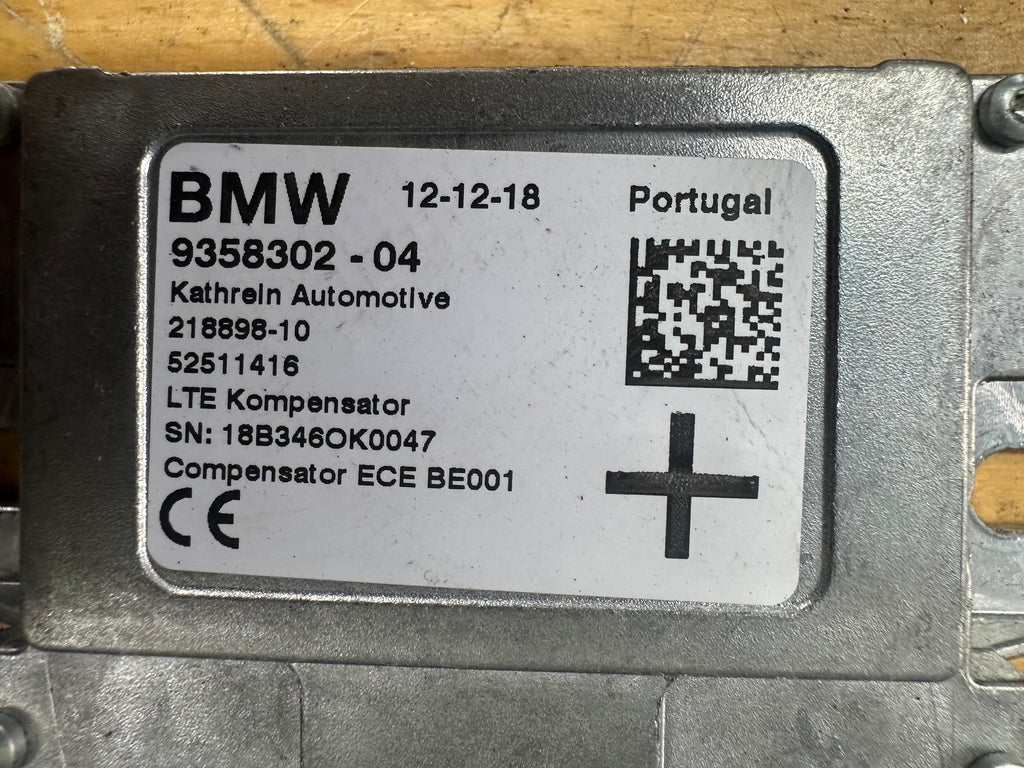 BMW 12-12-18 Portugal
9358302 - 04
Kathrein Automotive
218898-10
52511416
LTE Kompensator
SN: 18B346OK0047
Compensator ECE BE001
CE